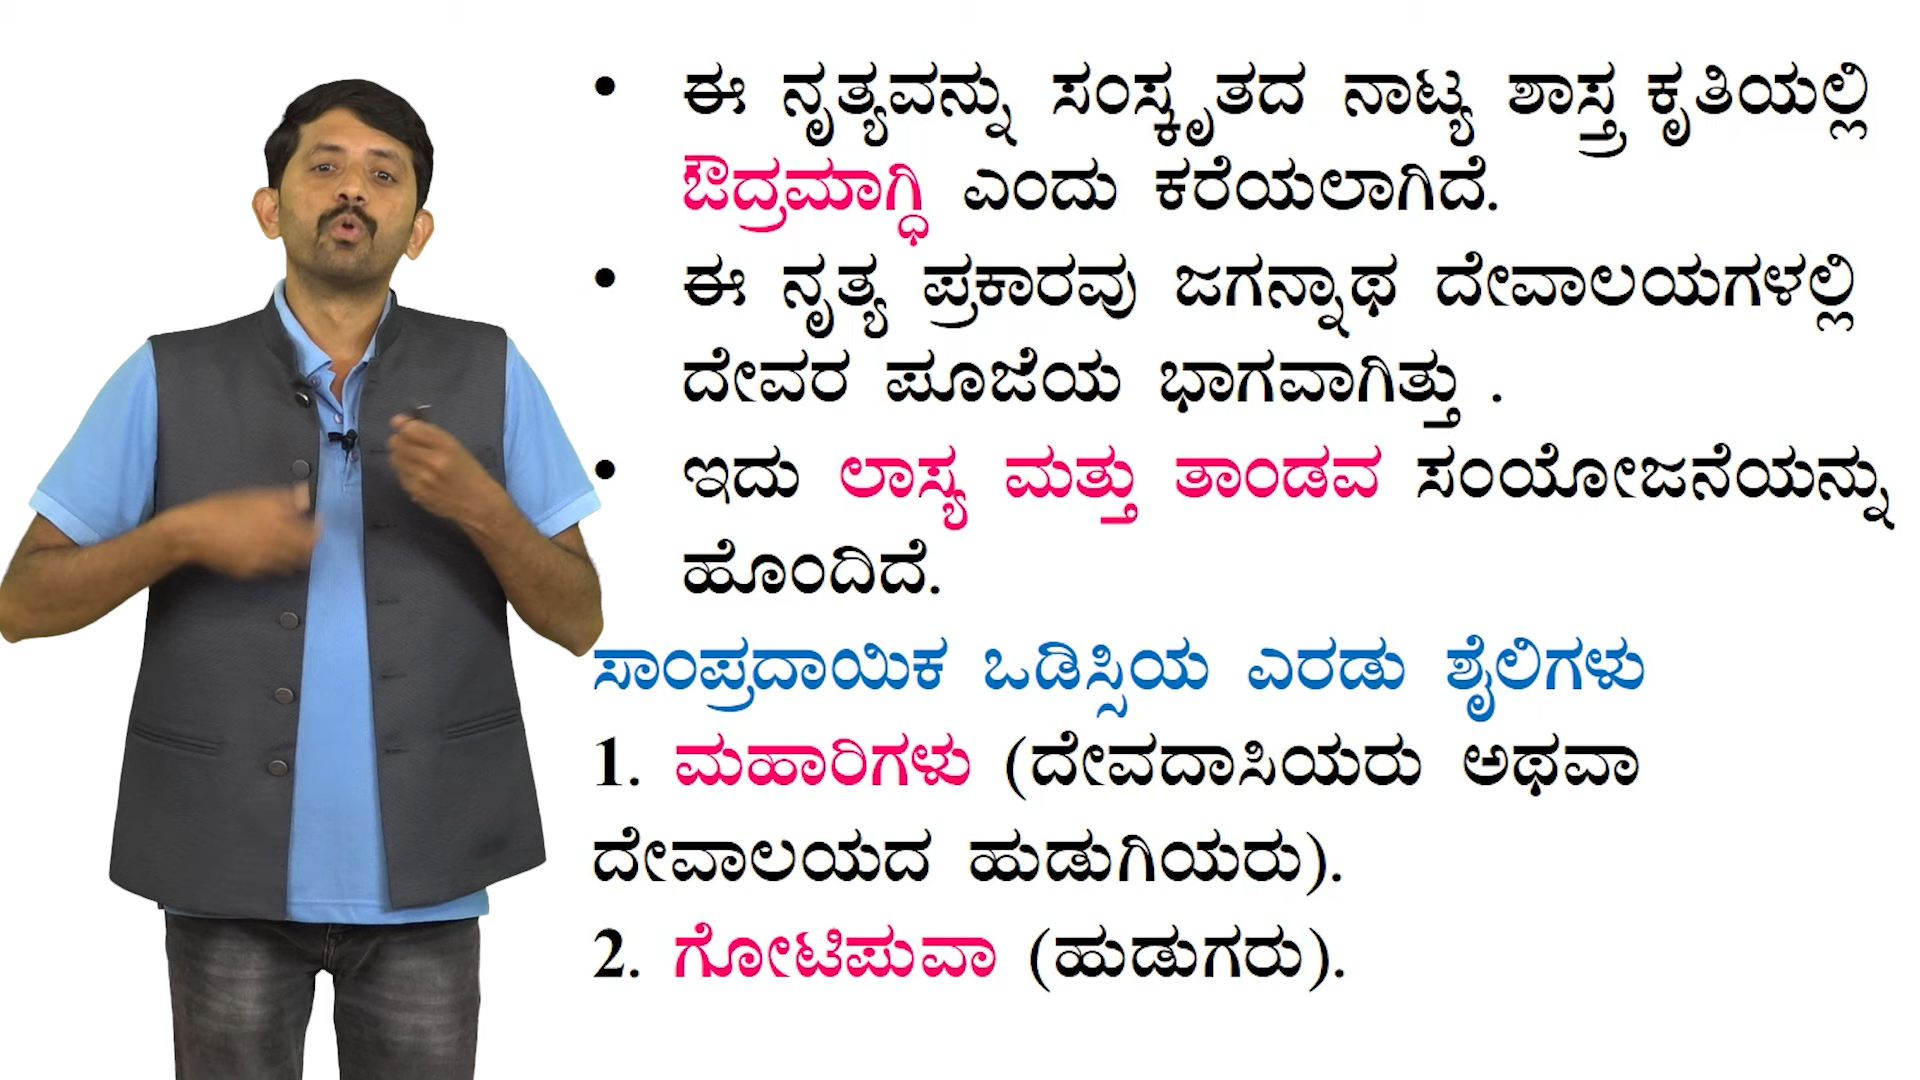 • ಈ ನೃತ್ಯವನ್ನು ಸಂಸ್ಕೃತದ ನಾಟ್ಯ ಶಾಸ್ತ್ರ ಕೃತಿಯಲ್ಲಿ
ಔದ್ರಮಾಗ್ಧಿ ಎಂದು ಕರೆಯಲಾಗಿದೆ.
• ಈ ನೃತ್ಯ ಪ್ರಕಾರವು ಜಗನ್ನಾಥ ದೇವಾಲಯಗಳಲ್ಲಿ
ದೇವರ ಪೂಜೆಯ ಭಾಗವಾಗಿತ್ತು .
• ಇದು ಲಾಸ್ಯ ಮತ್ತು ತಾಂಡವ ಸಂಯೋಜನೆಯನ್ನು
ಹೊಂದಿದೆ.
ಸಾಂಪ್ರದಾಯಿಕ ಒಡಿಸ್ಸಿಯ ಎರಡು ಶೈಲಿಗಳು
1. ಮಹಾರಿಗಳು (ದೇವದಾಸಿಯರು ಅಥವಾ
ದೇವಾಲಯದ ಹುಡುಗಿಯರು).
2. ಗೋಟಿಪುವಾ (ಹುಡುಗರು).